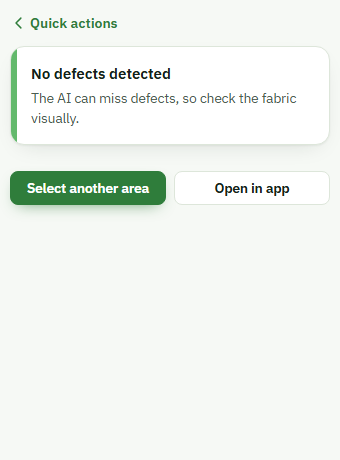 Quick actions
No defects detected
The AI can miss defects, so check the fabric
visually.
Select another area
Open in app